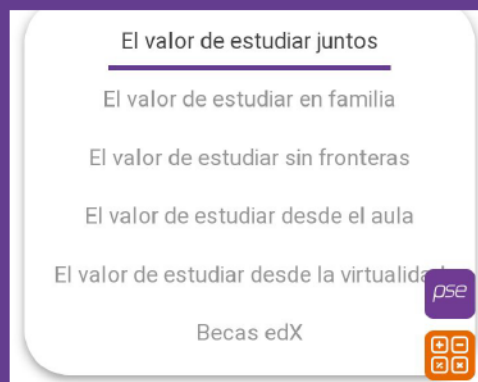 El valor de estudiar juntos
El valor de estudiar en familia
El valor de estudiar sin fronteras
El valor de estudiar desde el aula
El valor de estudiar desde la
pse
Becas edX